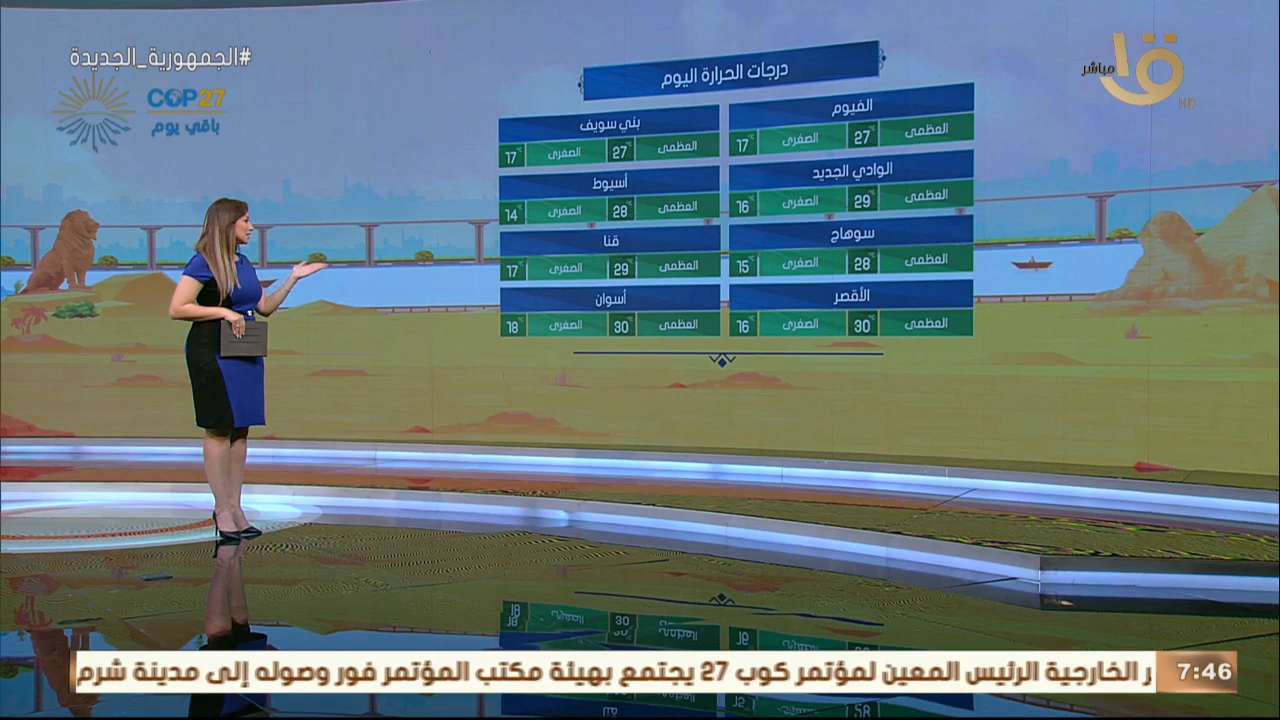 #الجمهورية_الجديدة
COP27
باقي يوم
مباشر
HD
درجات الحرارة اليوم
الفيوم
العظمى 27°C الصغرى 17°C
بني سويف
العظمى 27°C الصغرى 17°C
الوادي الجديد
العظمى 29°C الصغرى 16°C
أسيوط
العظمى 28°C الصغرى 14°C
سوهاج
العظمى 28°C الصغرى 15°C
قنا
العظمى 29°C الصغرى 17°C
الأقصر
العظمى 30°C الصغرى 16°C
أسوان
العظمى 30°C الصغرى 18°C
7:46
ر الخارجية الرئيس المعين لمؤتمر كوب 27 يجتمع بهيئة مكتب المؤتمر فور وصوله إلى مدينة شرم